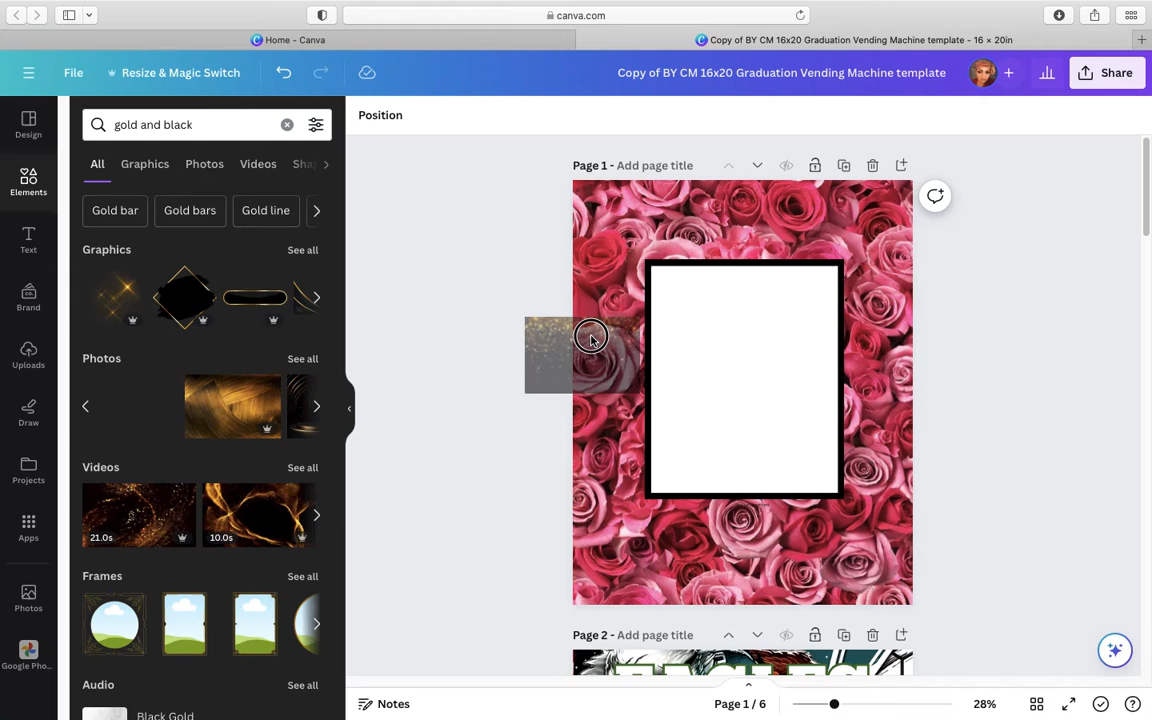 canva.com
Home - Canva
Copy of BY CM 16x20 Graduation Vending Machine template - 16 × 20in
File
Resize & Magic Switch
Copy of BY CM 16x20 Graduation Vending Machine template
Share
Design
Elements
Text
Brand
Uploads
Draw
Projects
Apps
Photos
Google Pho...
gold and black
All
Graphics
Photos
Videos
Gold bar
Gold bars
Gold line
Graphics
See all
Photos
See all
Videos
See all
21.0s
10.0s
Frames
See all
Audio
See all
Black Gold
Position
Page 1 - Add page title
Page 2 - Add page title
Notes
Page 1 / 6
28%